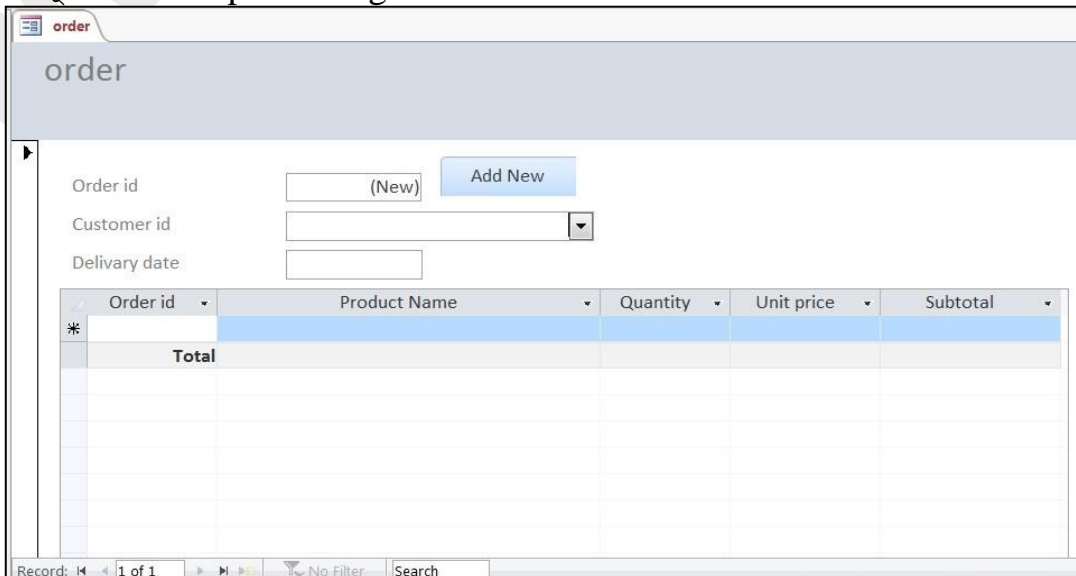 order
order
Order id (New) Add New
Customer id
Delivary date
Order id Product Name Quantity Unit price Subtotal
Total
Record: 1 of 1 No Filter Search